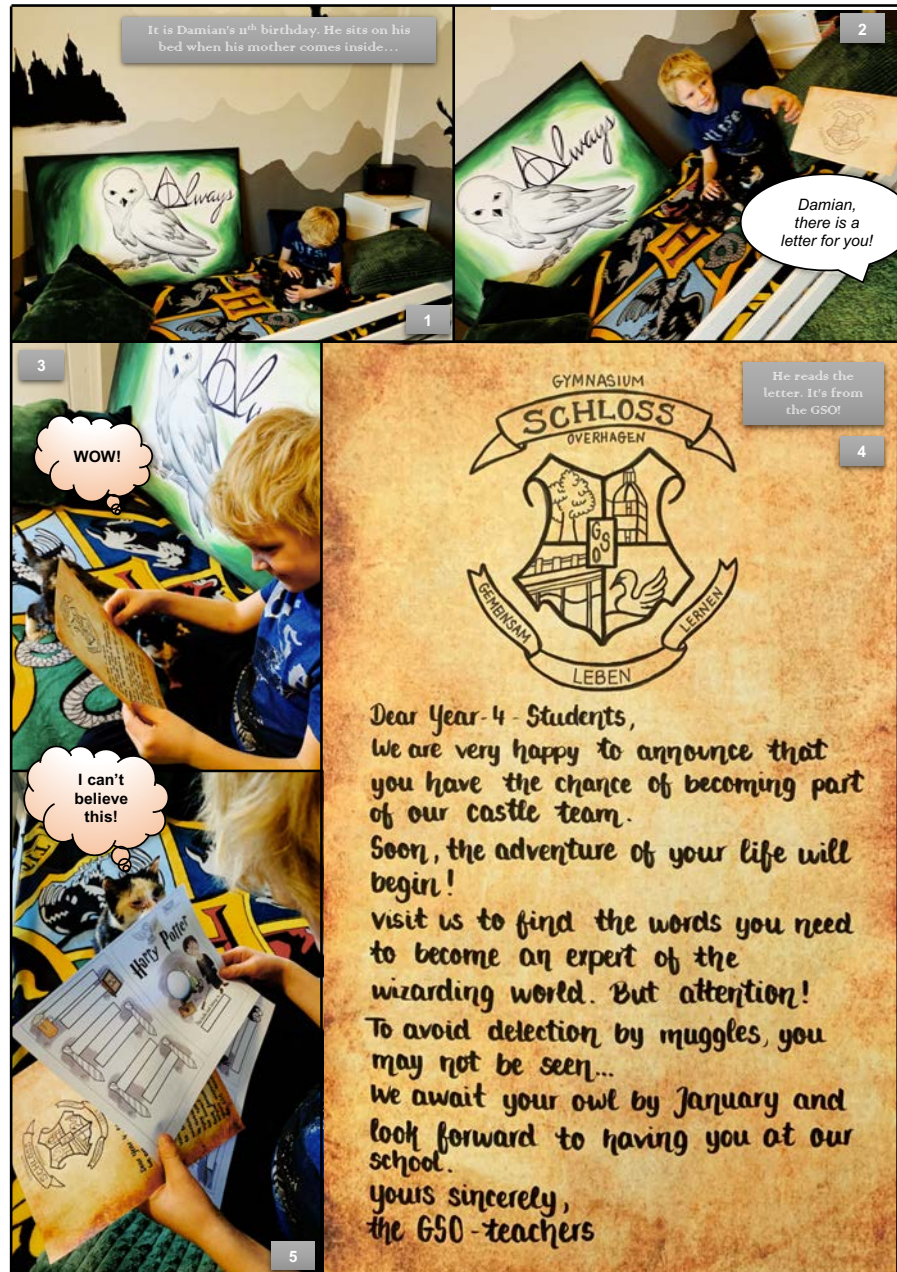 It is Damian's 11th birthday. He sits on his
bed when his mother comes inside…
Always
1
2
Always
Damian,
there is a
letter for you!
3
WOW!
He reads the
letter. It's from
the GSO!
4
GYMNASIUM
SCHLOSS
OVERHAGEN
GSO
GEMEINSAM
LEBEN
LERNEN
Dear Year-4-Students,
We are very happy to announce that
you have the chance of becoming part
of our castle team.
Soon, the adventure of your life will
begin!
Visit us to find the words you need
to become an expert of the
wizarding world. But attention!
To avoid detection by muggles, you
may not be seen...
We await your owl by January and
look forward to having you at our
school.
yours sincerely,
the GSO-teachers
I can't
believe
this!
Harry Potter
5